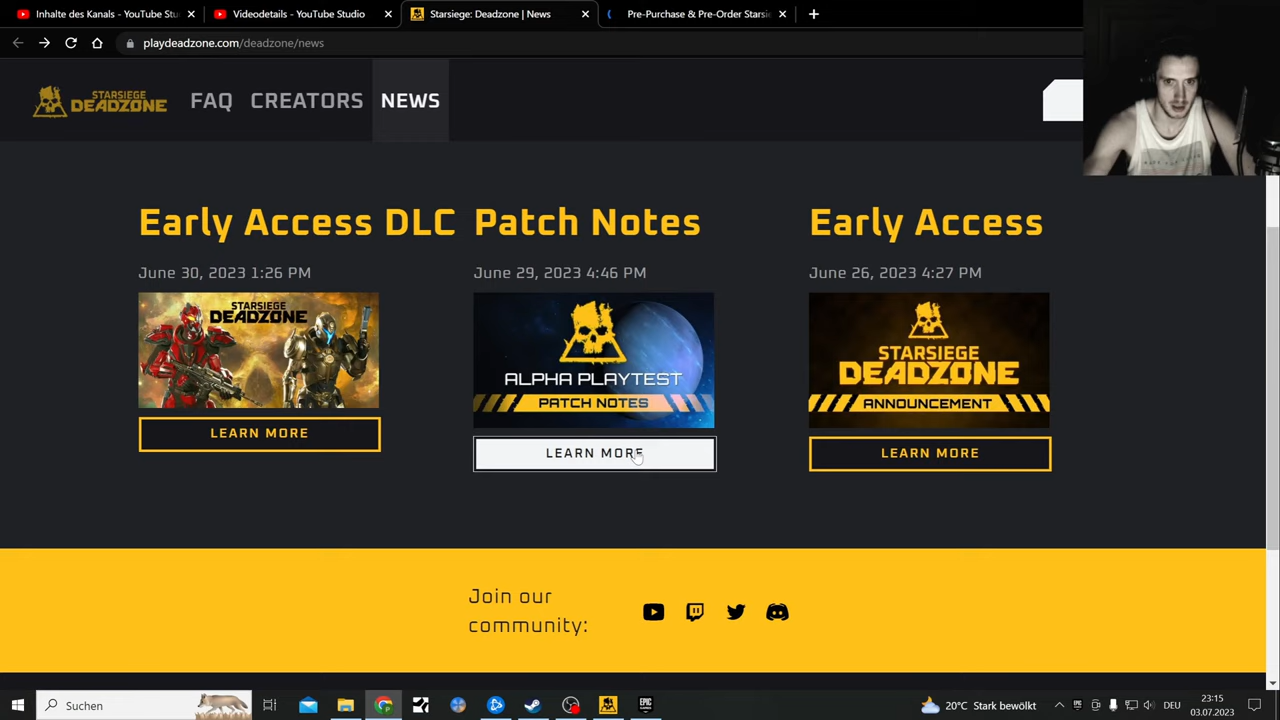 Inhalte des Kanals - YouTube Stu
Videodetails - YouTube Studio
Starsiege: Deadzone | News
Pre-Purchase & Pre-Order Starsi
playdeadzone.com/deadzone/news
STARSIEGE
DEADZONE
FAQ
CREATORS
NEWS
Early Access DLC
Patch Notes
Early Access
June 30, 2023 1:26 PM
June 29, 2023 4:46 PM
June 26, 2023 4:27 PM
STARSIEGE
DEADZONE
ALPHA PLAYTEST
PATCH NOTES
STARSIEGE
DEADZONE
ANNOUNCEMENT
LEARN MORE
LEARN MORE
LEARN MORE
Join our
community:
Suchen
EPIC
GAMES
20°C Stark bewölkt
DEU
23:15
03.07.2023